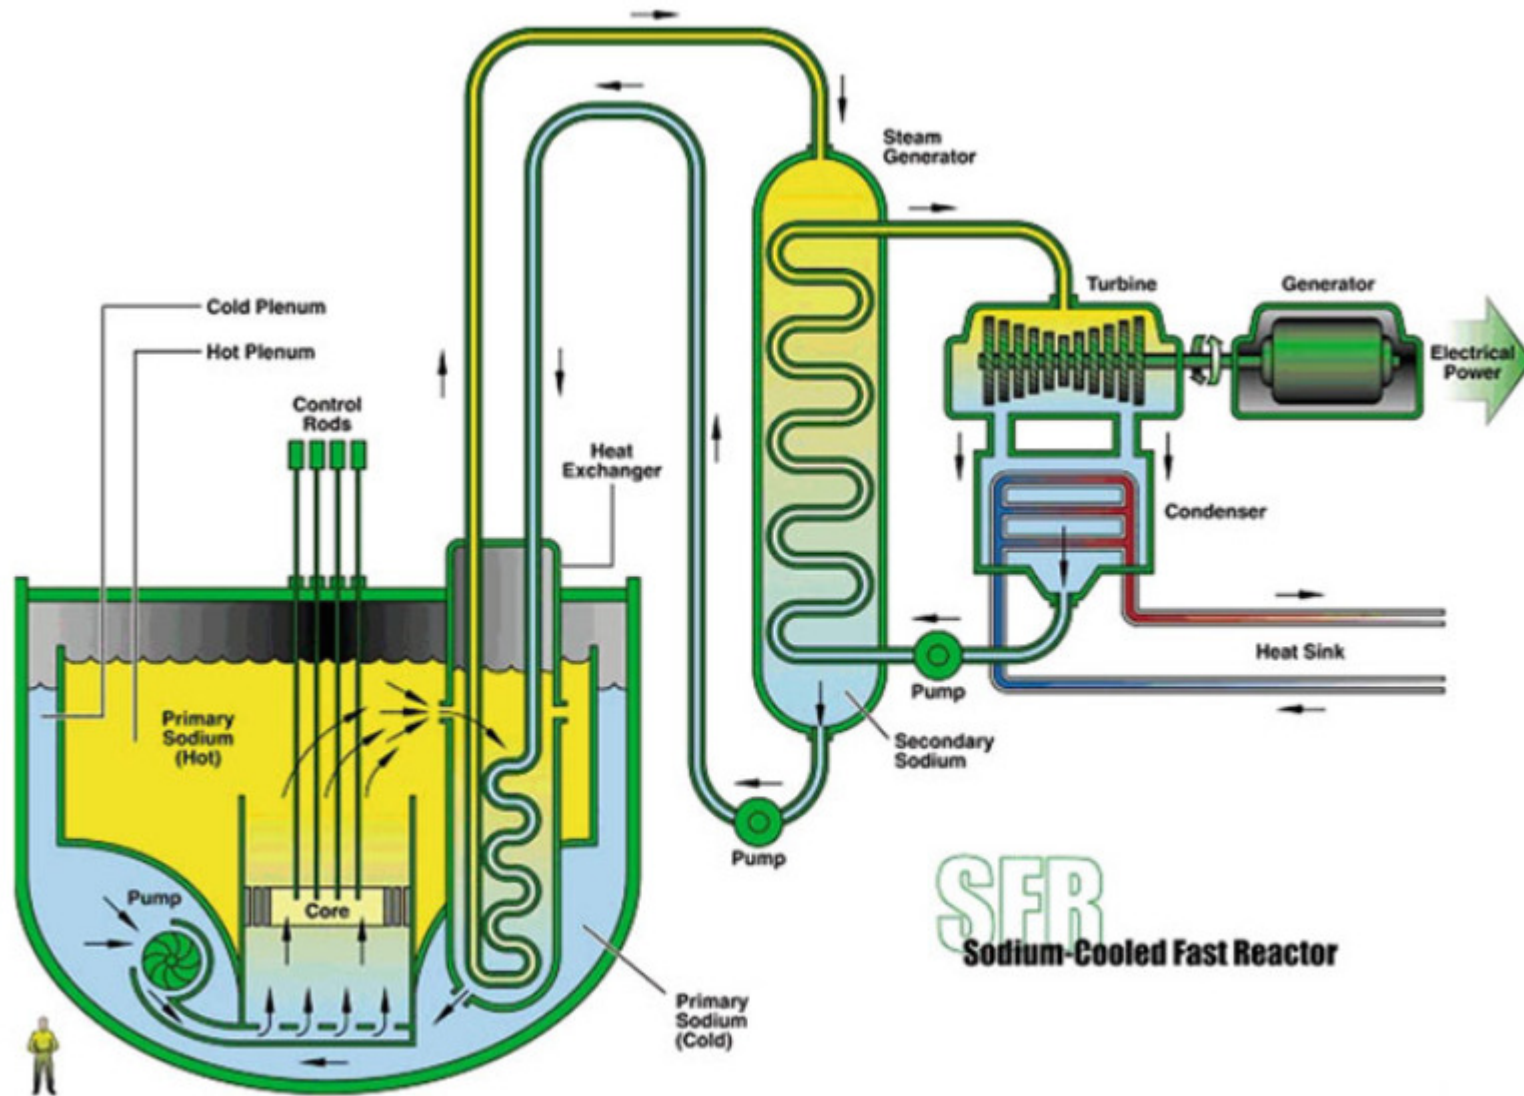 Steam
Generator
Turbine
Generator
Cold Plenum
Hot Plenum
Electrical
Power
Control
Rods
Heat
Exchanger
Condenser
Heat Sink
Pump
Primary
Sodium
(Hot)
Secondary
Sodium
Pump
Pump
Core
SFR
Sodium-Cooled Fast Reactor
Primary
Sodium
(Cold)